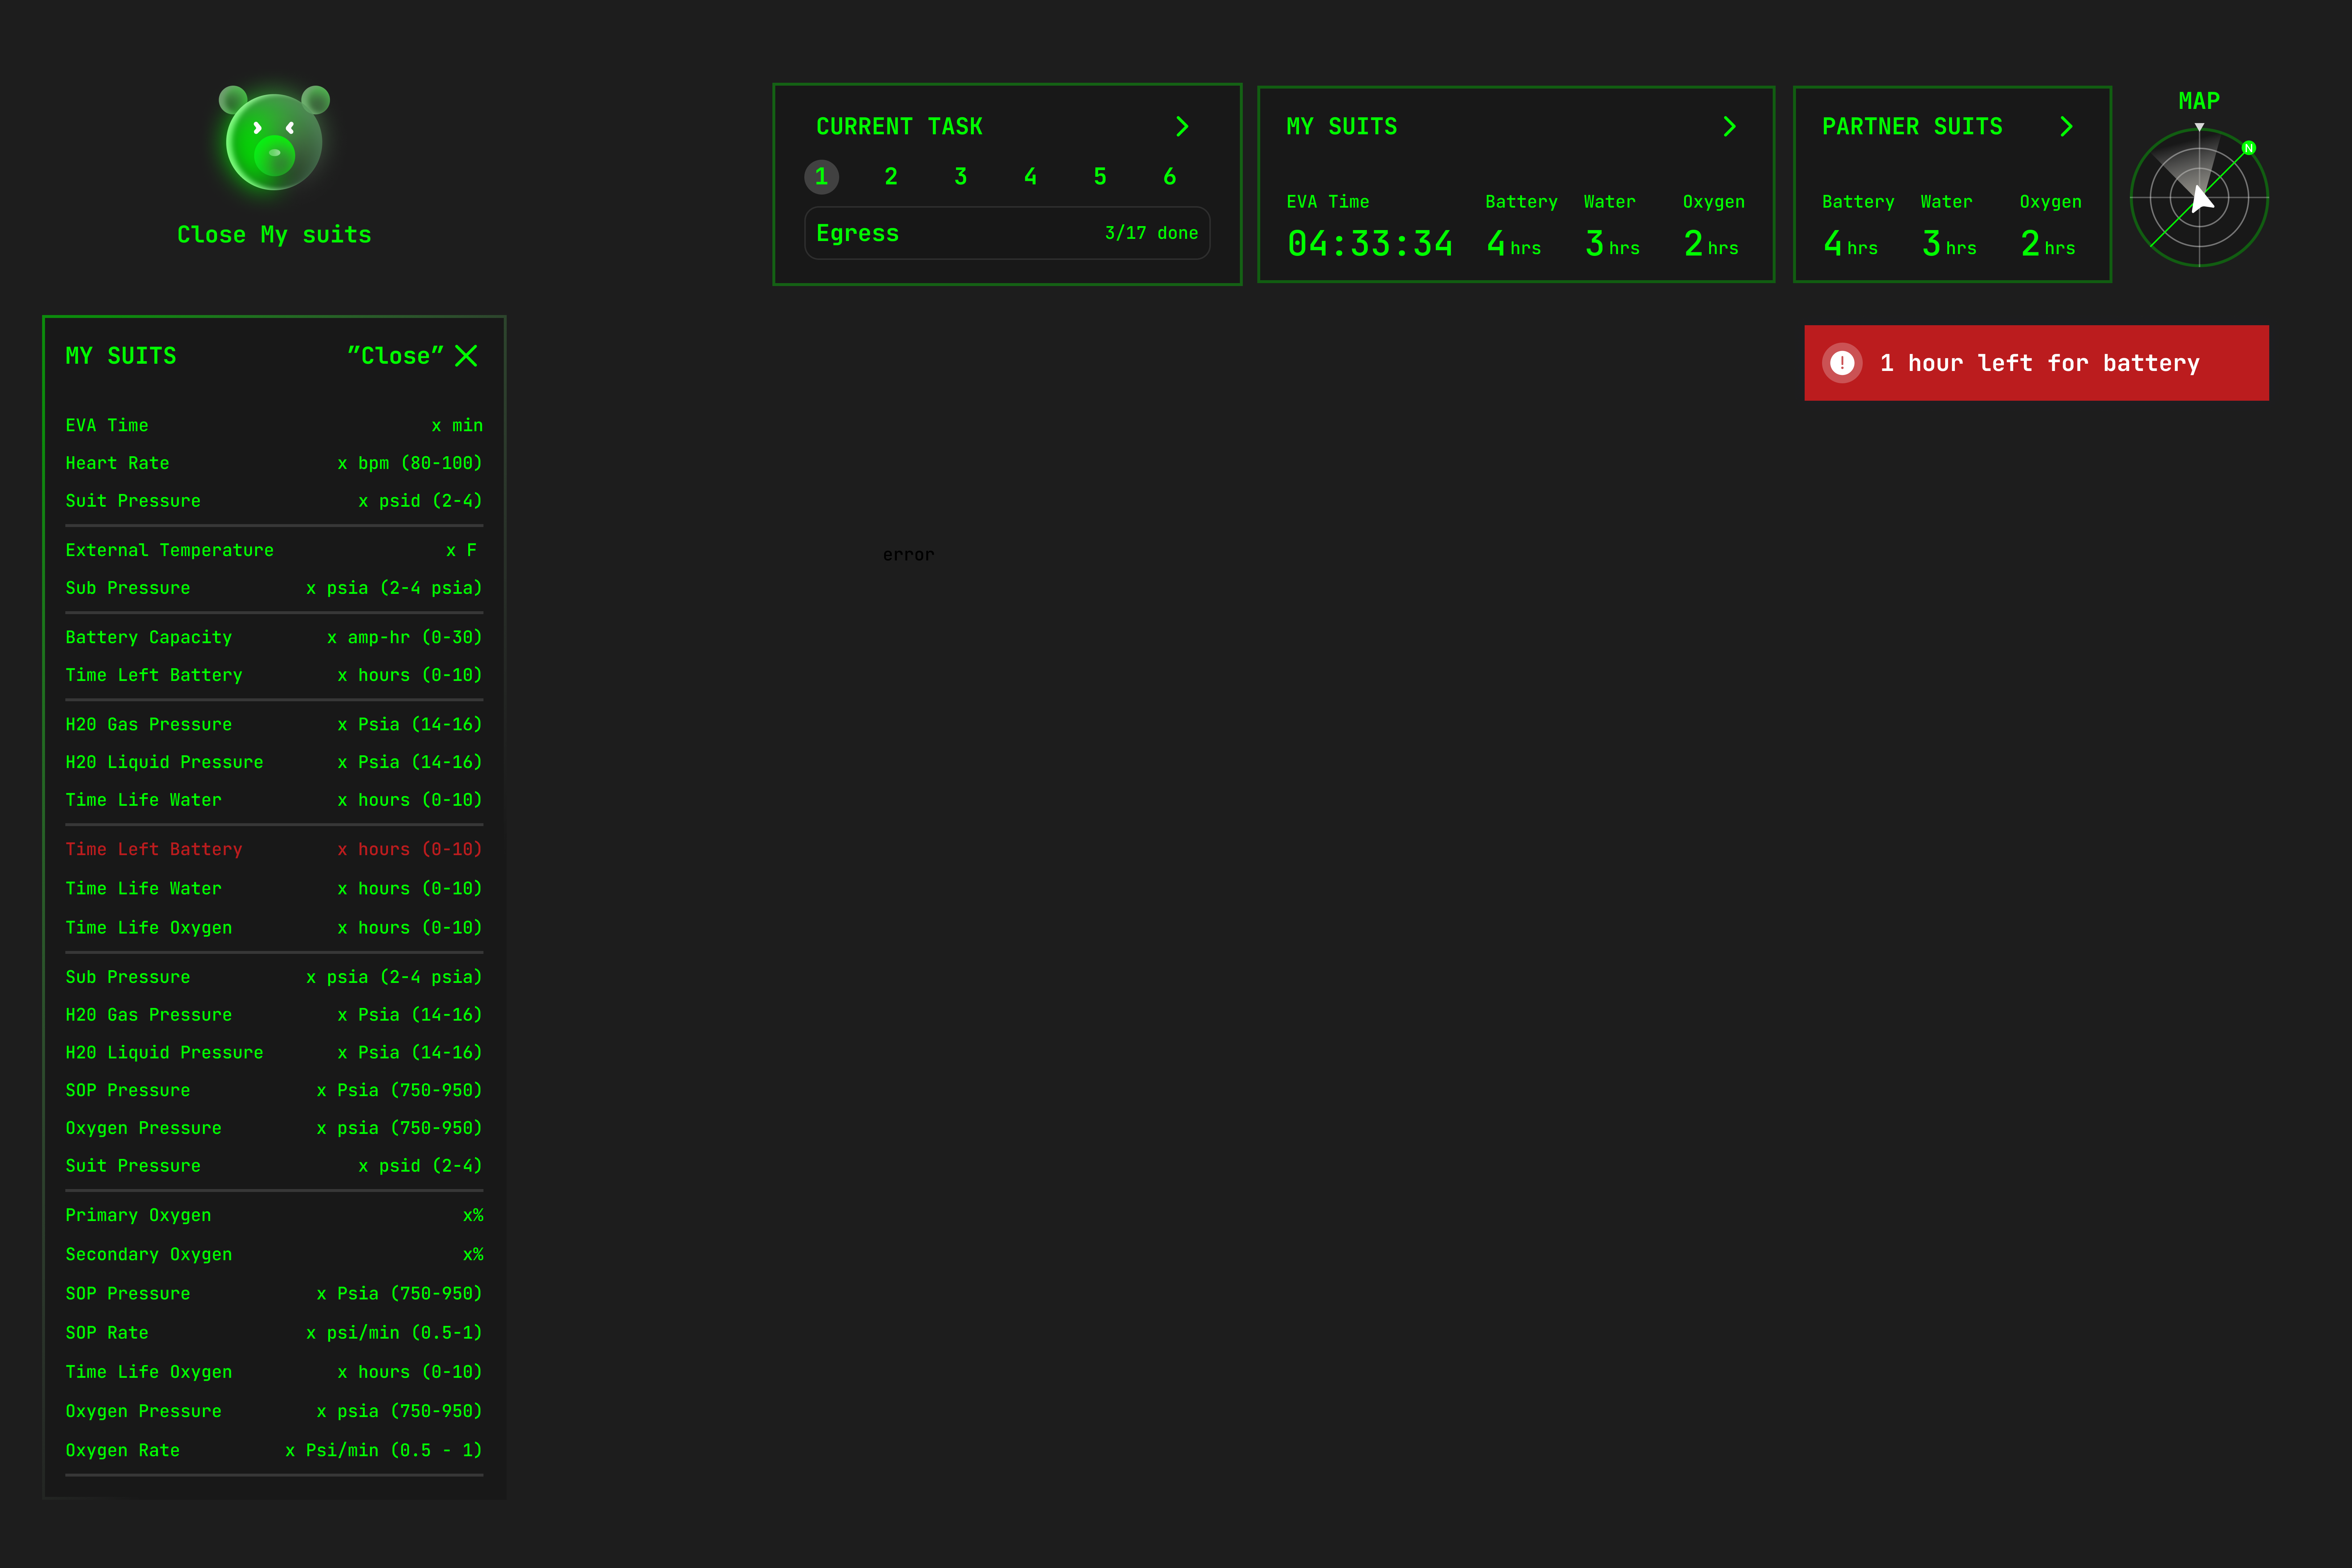 Close My suits
CURRENT TASK
1 2 3 4 5 6
Egress 3/17 done
MY SUITS
EVA Time Battery Water Oxygen
04:33:34 4 hrs 3 hrs 2 hrs
PARTNER SUITS
Battery Water Oxygen
4 hrs 3 hrs 2 hrs
MAP
N
! 1 hour left for battery
MY SUITS ”Close”
EVA Time x min
Heart Rate x bpm (80-100)
Suit Pressure x psid (2-4)
External Temperature x F
Sub Pressure x psia (2-4 psia)
Battery Capacity x amp-hr (0-30)
Time Left Battery x hours (0-10)
H20 Gas Pressure x Psia (14-16)
H20 Liquid Pressure x Psia (14-16)
Time Life Water x hours (0-10)
Time Left Battery x hours (0-10)
Time Life Water x hours (0-10)
Time Life Oxygen x hours (0-10)
Sub Pressure x psia (2-4 psia)
H20 Gas Pressure x Psia (14-16)
H20 Liquid Pressure x Psia (14-16)
SOP Pressure x Psia (750-950)
Oxygen Pressure x psia (750-950)
Suit Pressure x psid (2-4)
Primary Oxygen x%
Secondary Oxygen x%
SOP Pressure x Psia (750-950)
SOP Rate x psi/min (0.5-1)
Time Life Oxygen x hours (0-10)
Oxygen Pressure x psia (750-950)
Oxygen Rate x Psi/min (0.5 - 1)
error